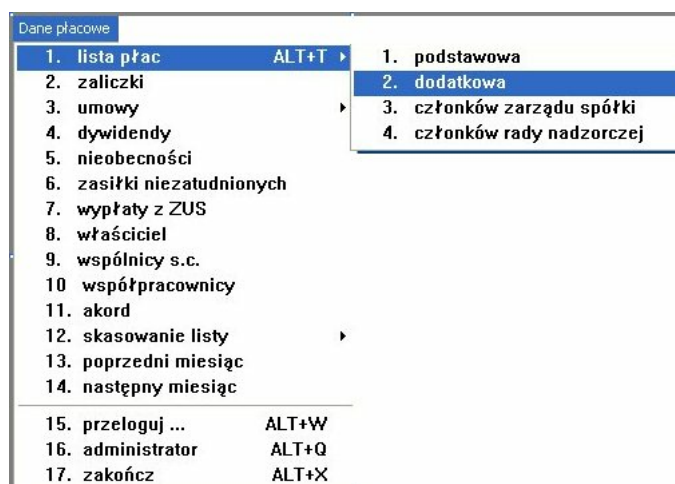 Dane płacowe
1. lista płac ALT+T
2. zaliczki
3. umowy
4. dywidendy
5. nieobecności
6. zasiłki niezatudnionych
7. wypłaty z ZUS
8. właściciel
9. wspólnicy s.c.
10 współpracownicy
11. akord
12. skasowanie listy
13. poprzedni miesiąc
14. następny miesiąc
15. przeloguj ... ALT+W
16. administrator ALT+Q
17. zakończ ALT+X
1. podstawowa
2. dodatkowa
3. członków zarządu spółki
4. członków rady nadzorczej